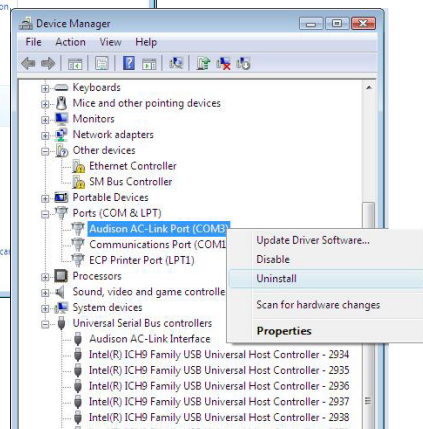 Device Manager
File Action View Help
Keyboards
Mice and other pointing devices
Monitors
Network adapters
Other devices
Ethernet Controller
SM Bus Controller
Portable Devices
Ports (COM & LPT)
Audison AC-Link Port (COM3)
Communications Port (COM1
ECP Printer Port (LPT1)
Processors
Sound, video and game controlle
System devices
Universal Serial Bus controllers
Audison AC-Link Interface
Intel(R) ICH9 Family USB Universal Host Controller - 2934
Intel(R) ICH9 Family USB Universal Host Controller - 2935
Intel(R) ICH9 Family USB Universal Host Controller - 2936
Intel(R) ICH9 Family USB Universal Host Controller - 2937
Intel(R) ICH9 Family USB Universal Host Controller - 2938
Update Driver Software...
Disable
Uninstall
Scan for hardware changes
Properties